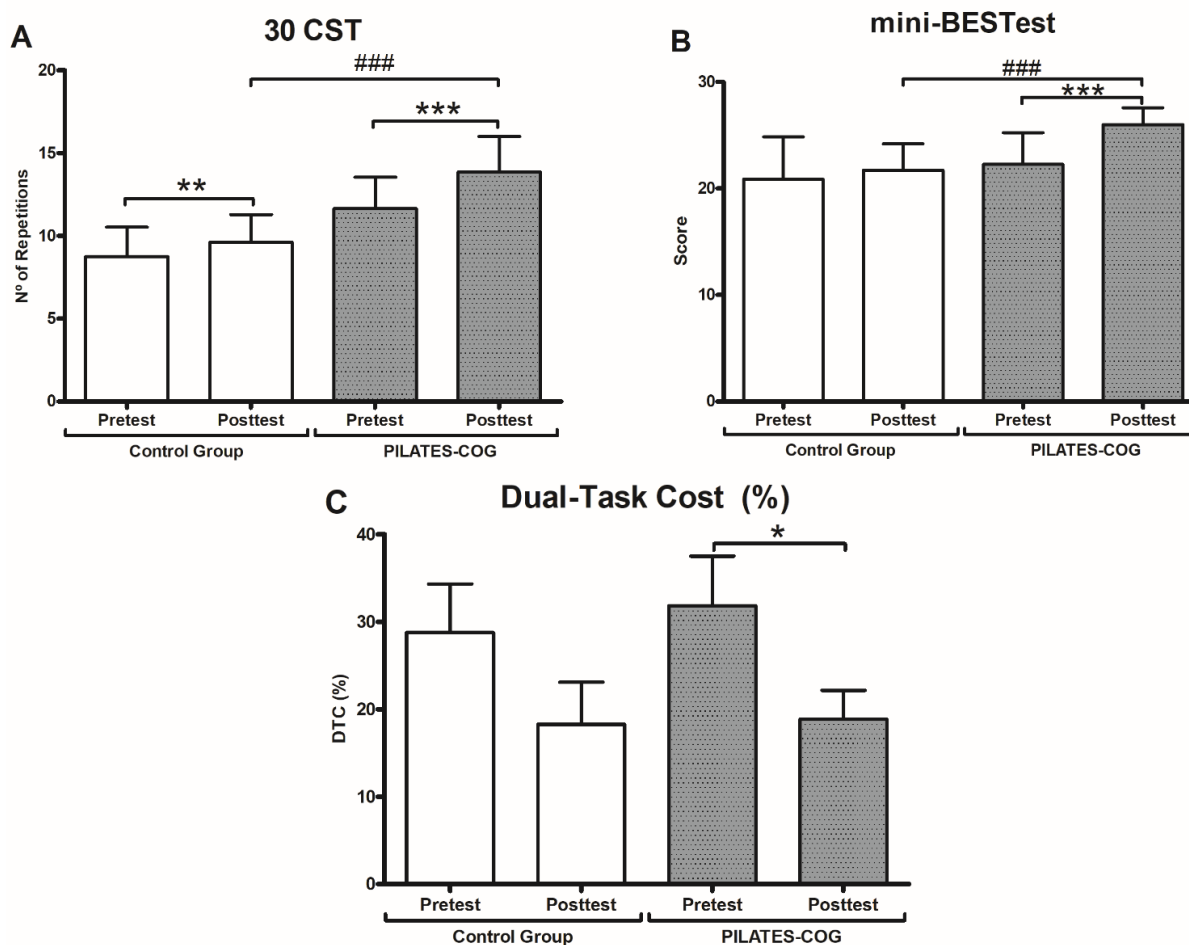 A
30 CST
20
15
10
5
0
Nº of Repetitions
###
***
**
Pretest Posttest Pretest Posttest
Control Group PILATES-COG
B
mini-BESTest
30
20
10
0
Score
###
***
Pretest Posttest Pretest Posttest
Control Group PILATES-COG
C
Dual-Task Cost (%)
40
30
20
10
0
DTC (%)
*
Pretest Posttest Pretest Posttest
Control Group PILATES-COG